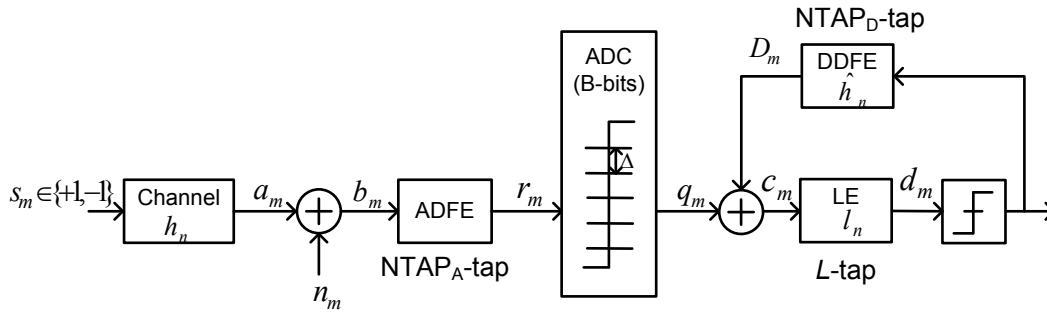 s_m ∈{+1,-1}
Channel
h_n
a_m
n_m
b_m
ADFE
NTAP_A-tap
r_m
ADC
(B-bits)
Δ
q_m
NTAP_D-tap
D_m
DDFE
ĥ_n
c_m
LE
l_n
L-tap
d_m